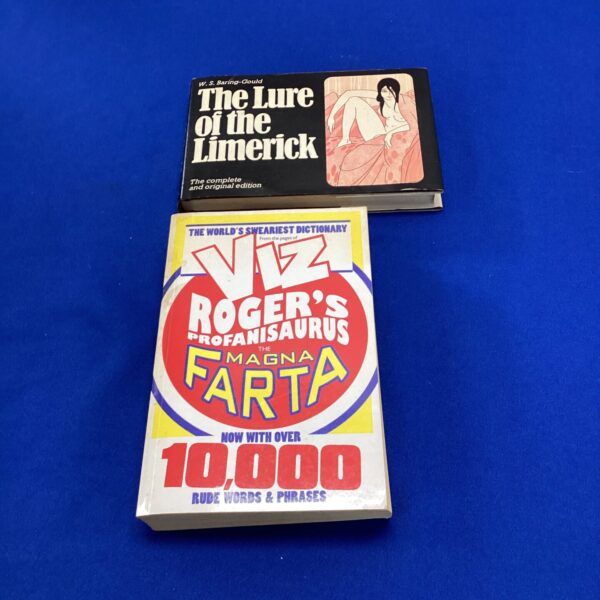 W. S. Baring-Gould
The Lure
of the
Limerick
The complete
and original edition
THE WORLD'S SWEARIEST DICTIONARY
From the pages of
VIZ
ROGER'S
PROFANISAURUS
THE
MAGNA
FARTA
NOW WITH OVER
10,000
RUDE WORDS & PHRASES